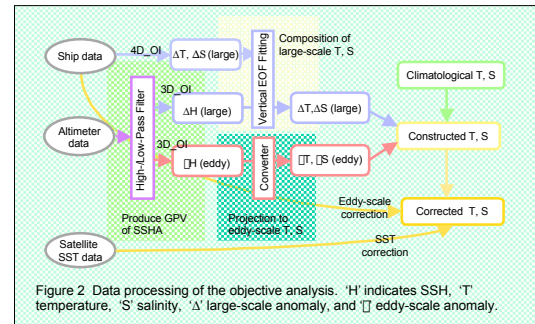 4D_OI
Composition of
large-scale T, S
Ship data
ΔT, ΔS (large)
Vertical EOF Fitting
High-/Low-Pass Filter
3D_OI
Climatological T, S
ΔH (large)
ΔT,ΔS (large)
Altimeter
data
3D_OI
Constructed T, S
▯H (eddy)
Converter
▯T, ▯S (eddy)
Eddy-scale
correction
Corrected T, S
Produce GPV
of SSHA
Projection to
eddy-scale T, S
SST
correction
Satellite
SST data
Figure 2 Data processing of the objective analysis. 'H' indicates SSH, 'T'
temperature, 'S' salinity, 'Δ' large-scale anomaly, and '▯' eddy-scale anomaly.